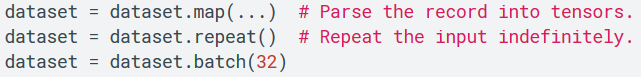 dataset = dataset.map(...)  # Parse the record into tensors.
dataset = dataset.repeat()  # Repeat the input indefinitely.
dataset = dataset.batch(32)